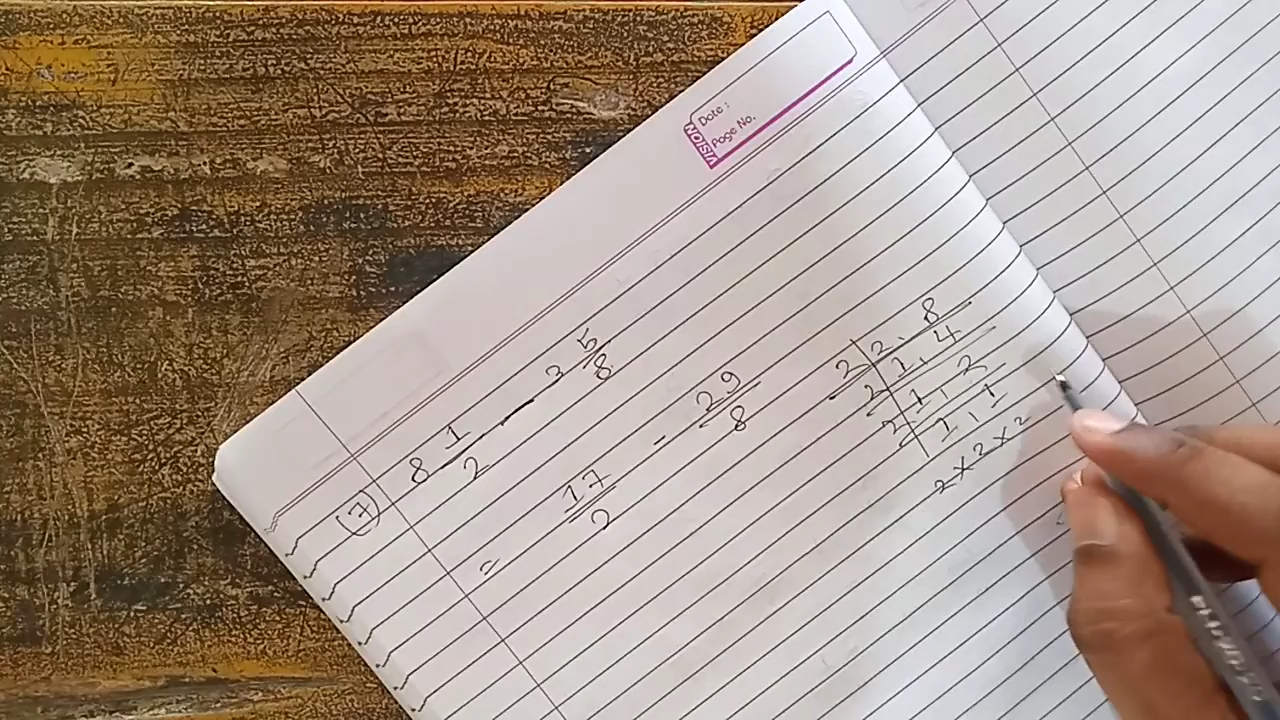 VISION
Date :
Page No.
(7) 8 1/2 - 3 5/8
= 17/2 - 29/8
2 | 2, 8
2 | 1, 4
2 | 1, 2
1, 1
2 × 2 × 2